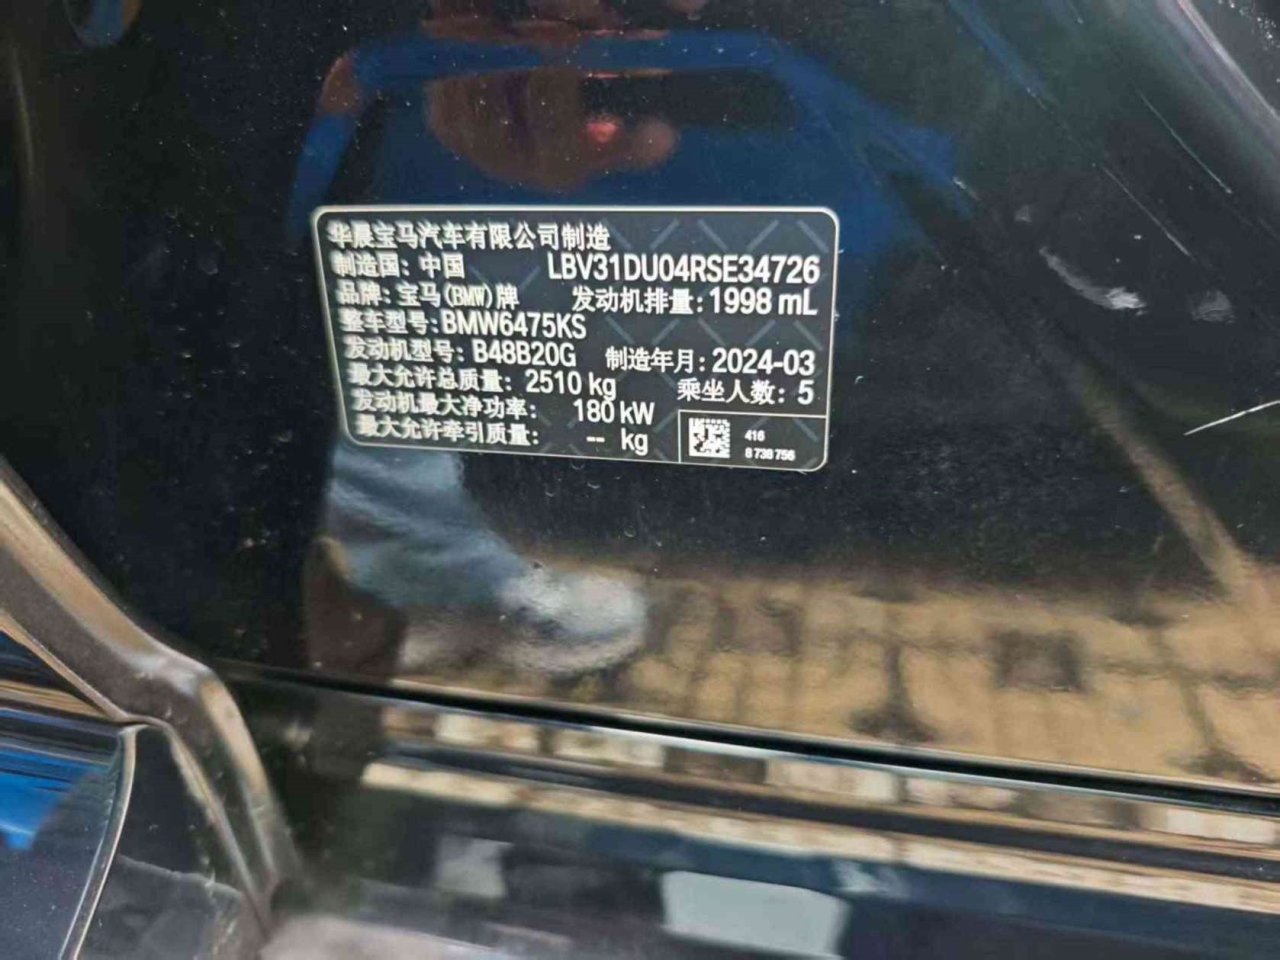 华晨宝马汽车有限公司制造
制造国：中国 LBV31DU04RSE34726
品牌：宝马(BMW)牌 发动机排量：1998 mL
整车型号：BMW6475KS
发动机型号：B48B20G 制造年月：2024-03
最大允许总质量：2510 kg 乘坐人数：5
发动机最大净功率： 180 kW
最大允许牵引质量： -- kg
416
8 738 756